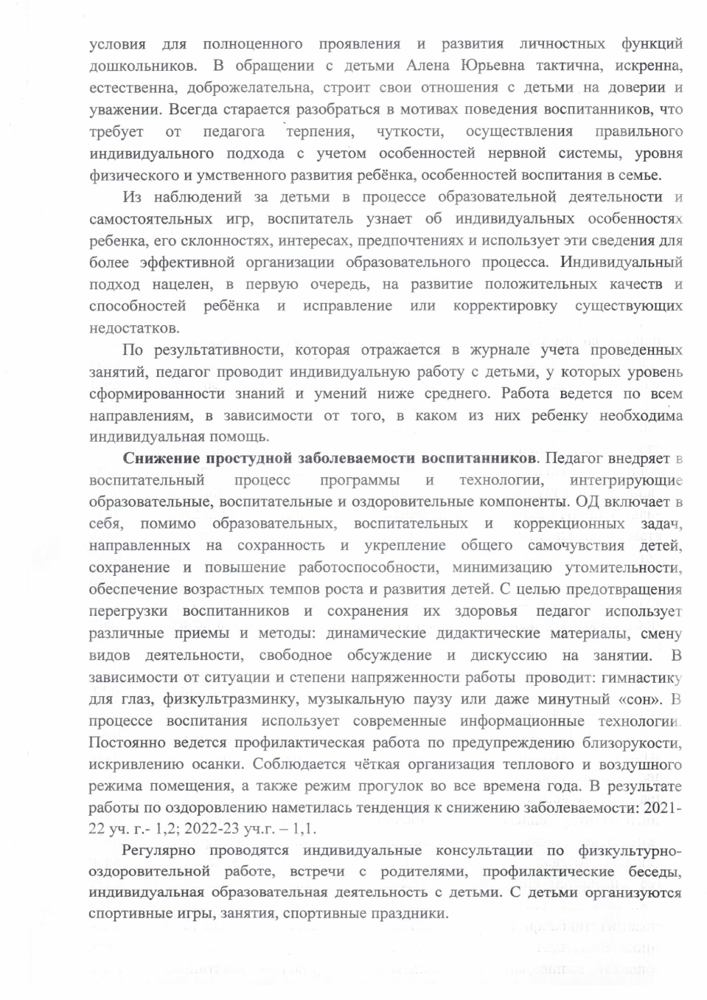 условия для полноценного проявления и развития личностных функций
дошкольников. В обращении с детьми Алена Юрьевна тактична, искренна,
естественна, доброжелательна, строит свои отношения с детьми на доверии и
уважении. Всегда старается разобраться в мотивах поведения воспитанников, что
требует от педагога терпения, чуткости, осуществления правильного
индивидуального подхода с учетом особенностей нервной системы, уровня
физического и умственного развития ребёнка, особенностей воспитания в семье.
Из наблюдений за детьми в процессе образовательной деятельности и
самостоятельных игр, воспитатель узнает об индивидуальных особенностях
ребенка, его склонностях, интересах, предпочтениях и использует эти сведения для
более эффективной организации образовательного процесса. Индивидуальный
подход нацелен, в первую очередь, на развитие положительных качеств и
способностей ребёнка и исправление или корректировку существующих
недостатков.
По результативности, которая отражается в журнале учета проведенных
занятий, педагог проводит индивидуальную работу с детьми, у которых уровень
сформированности знаний и умений ниже среднего. Работа ведется по всем
направлениям, в зависимости от того, в каком из них ребенку необходима
индивидуальная помощь.
Снижение простудной заболеваемости воспитанников. Педагог внедряет в
воспитательный процесс программы и технологии, интегрирующие
образовательные, воспитательные и оздоровительные компоненты. ОД включает в
себя, помимо образовательных, воспитательных и коррекционных задач,
направленных на сохранность и укрепление общего самочувствия детей,
сохранение и повышение работоспособности, минимизацию утомительности,
обеспечение возрастных темпов роста и развития детей. С целью предотвращения
перегрузки воспитанников и сохранения их здоровья педагог использует
различные приемы и методы: динамические дидактические материалы, смену
видов деятельности, свободное обсуждение и дискуссию на занятии. В
зависимости от ситуации и степени напряженности работы проводит: гимнастику
для глаз, физкультразминку, музыкальную паузу или даже минутный «сон». В
процессе воспитания использует современные информационные технологии.
Постоянно ведется профилактическая работа по предупреждению близорукости,
искривлению осанки. Соблюдается чёткая организация теплового и воздушного
режима помещения, а также режим прогулок во все времена года. В результате
работы по оздоровлению наметилась тенденция к снижению заболеваемости: 2021-
22 уч. г.- 1,2; 2022-23 уч.г. – 1,1.
Регулярно проводятся индивидуальные консультации по физкультурно-
оздоровительной работе, встречи с родителями, профилактические беседы,
индивидуальная образовательная деятельность с детьми. С детьми организуются
спортивные игры, занятия, спортивные праздники.